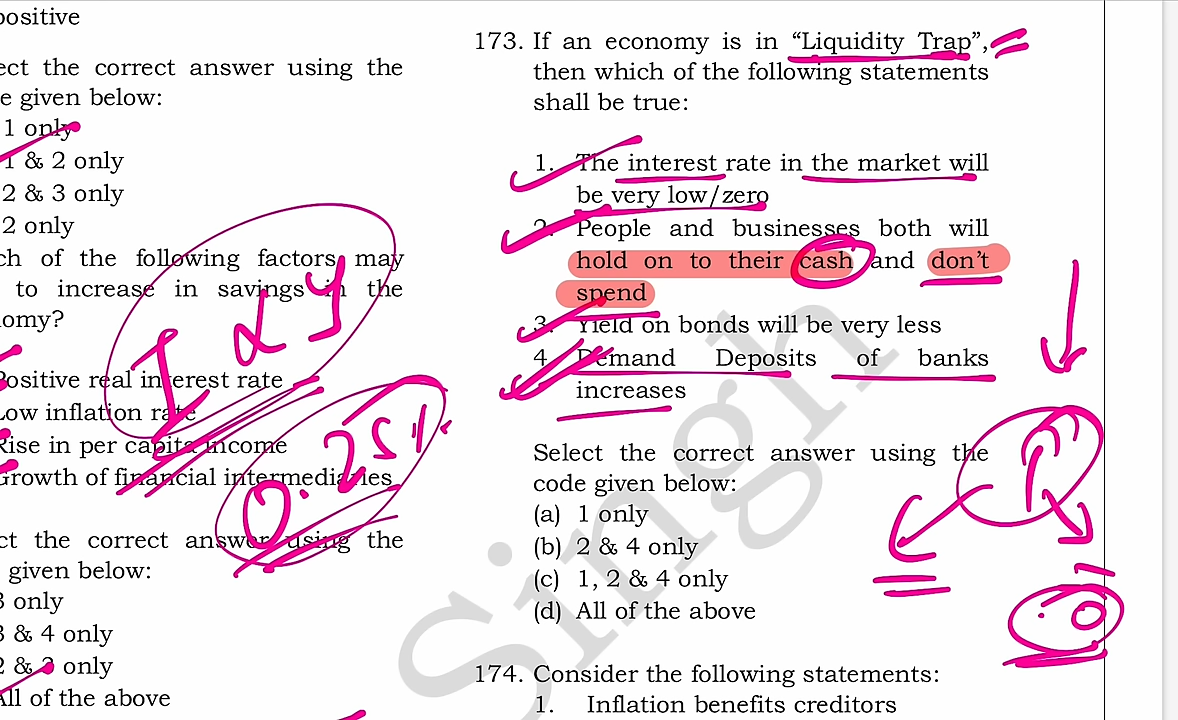 positive
ect the correct answer using the
e given below:
1 only
1 & 2 only
2 & 3 only
2 only
ch of the following factors may
to increase in savings in the
omy?
Positive real interest rate
Low inflation rate
Rise in per capita income
Growth of financial intermediaries
ct the correct answer using the
given below:
3 only
3 & 4 only
2 & 3 only
All of the above
I α Y
0.25%
173. If an economy is in “Liquidity Trap”,
then which of the following statements
shall be true:
1. The interest rate in the market will
be very low/zero
2. People and businesses both will
hold on to their cash and don’t
spend
3. Yield on bonds will be very less
4. Demand Deposits of banks
increases
Select the correct answer using the
code given below:
(a) 1 only
(b) 2 & 4 only
(c) 1, 2 & 4 only
(d) All of the above
174. Consider the following statements:
1. Inflation benefits creditors
Singh